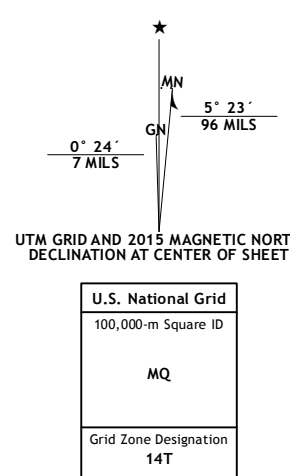 ★
MN
5° 23´
96 MILS
GN
0° 24´
7 MILS
UTM GRID AND 2015 MAGNETIC NORT
DECLINATION AT CENTER OF SHEET
U.S. National Grid
100,000-m Square ID
MQ
Grid Zone Designation
14T